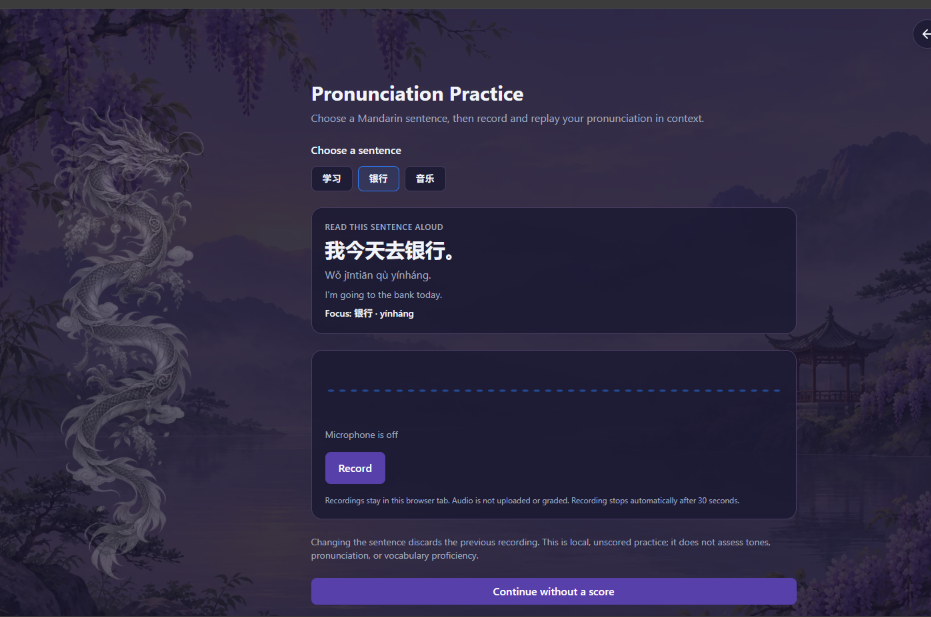 Pronunciation Practice
Choose a Mandarin sentence, then record and replay your pronunciation in context.
Choose a sentence
学习 银行 音乐
READ THIS SENTENCE ALOUD
我今天去银行。
Wǒ jīntiān qù yínháng.
I'm going to the bank today.
Focus: 银行 · yínháng
Microphone is off
Record
Recordings stay in this browser tab. Audio is not uploaded or graded. Recording stops automatically after 30 seconds.
Changing the sentence discards the previous recording. This is local, unscored practice; it does not assess tones,
pronunciation, or vocabulary proficiency.
Continue without a score